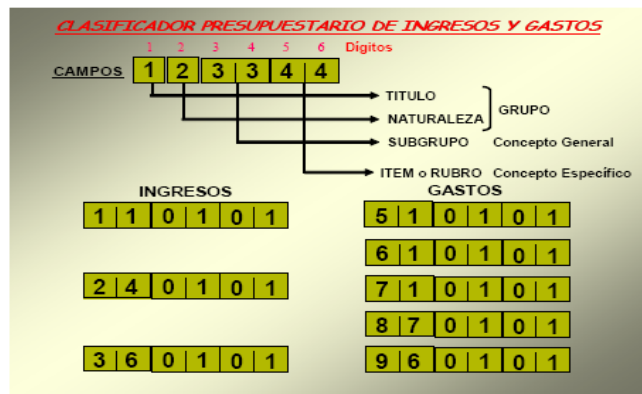 CLASIFICADOR PRESUPUESTARIO DE INGRESOS Y GASTOS
1 2 3 4 5 6 Digitos
CAMPOS 1 2 3 3 4 4
TITULO
NATURALEZA
GRUPO
SUBGRUPO Concepto General
ITEM o RUBRO Concepto Específico
INGRESOS
1 1 0 1 0 1
2 4 0 1 0 1
3 6 0 1 0 1
GASTOS
5 1 0 1 0 1
6 1 0 1 0 1
7 1 0 1 0 1
8 7 0 1 0 1
9 6 0 1 0 1